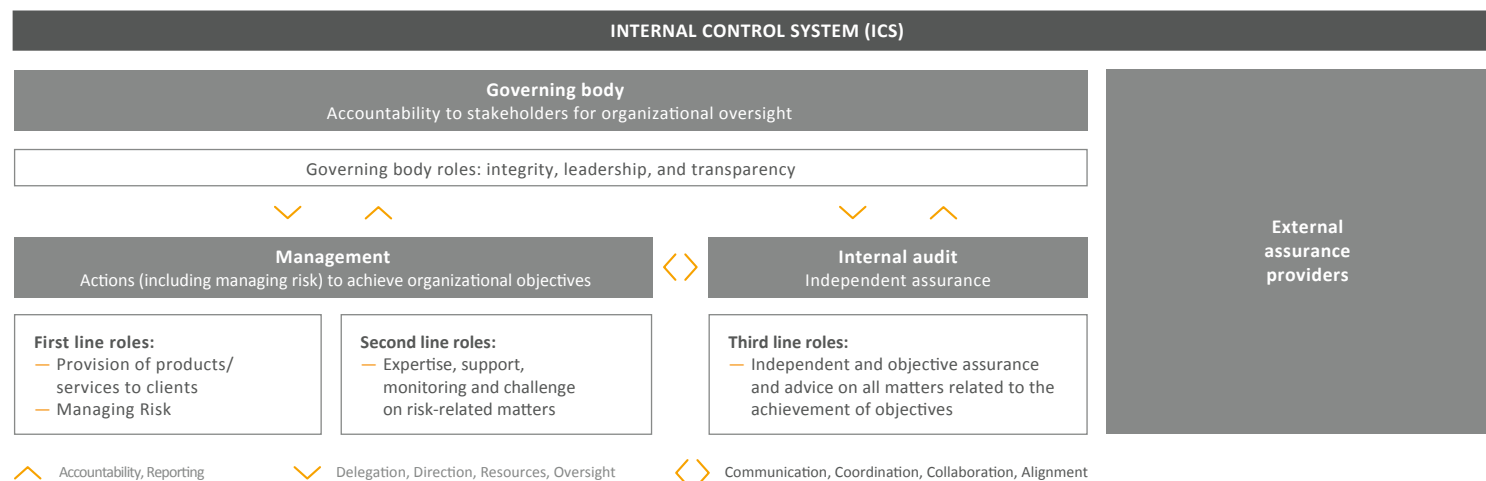 INTERNAL CONTROL SYSTEM (ICS)
Governing body
Accountability to stakeholders for organizational oversight
Governing body roles: integrity, leadership, and transparency
Management
Actions (including managing risk) to achieve organizational objectives
Internal audit
Independent assurance
External
assurance
providers
First line roles:
— Provision of products/
services to clients
— Managing Risk
Second line roles:
— Expertise, support,
monitoring and challenge
on risk-related matters
Third line roles:
— Independent and objective assurance
and advice on all matters related to the
achievement of objectives
Accountability, Reporting
Delegation, Direction, Resources, Oversight
Communication, Coordination, Collaboration, Alignment